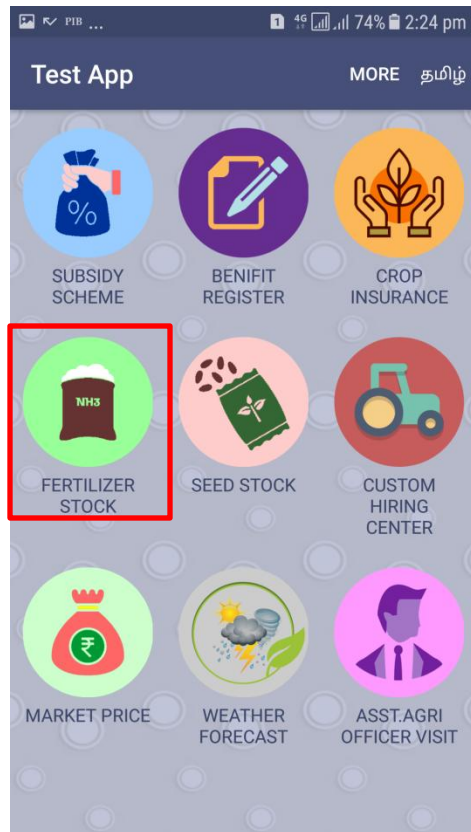 PIB ... 1 4G 74% 2:24 pm
Test App MORE தமிழ்
%
SUBSIDY
SCHEME
BENIFIT
REGISTER
CROP
INSURANCE
NH3
FERTILIZER
STOCK
SEED STOCK
CUSTOM
HIRING
CENTER
₹
MARKET PRICE
WEATHER
FORECAST
ASST.AGRI
OFFICER VISIT